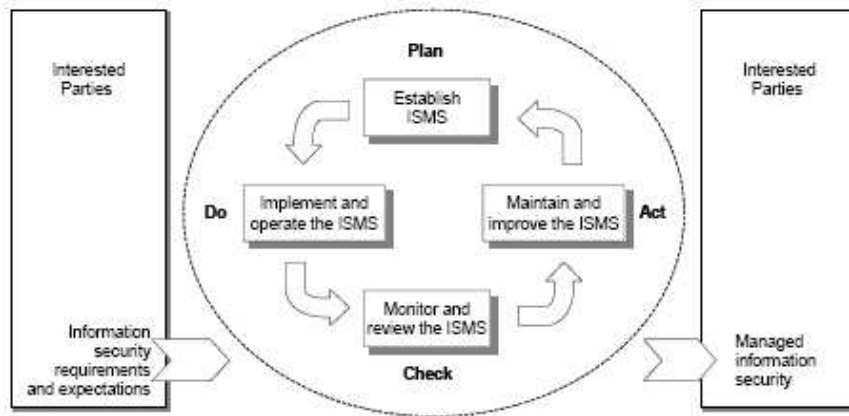 Interested
Parties
Information
security
requirements
and expectations
Plan
Establish
ISMS
Do
Implement and
operate the ISMS
Maintain and
improve the ISMS
Act
Monitor and
review the ISMS
Check
Interested
Parties
Managed
information
security